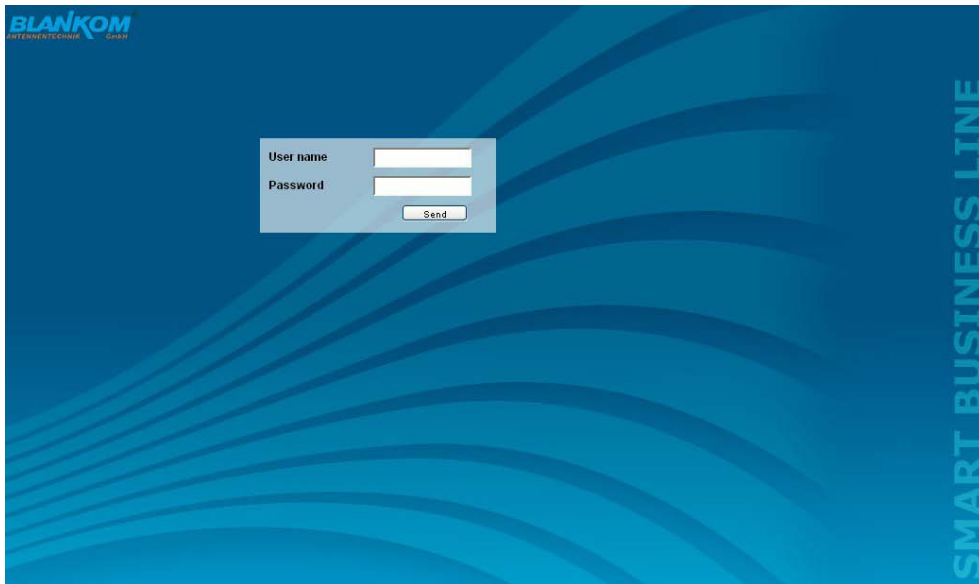 BLANKOM
ANTENNENTECHNIK GmbH
User name
Password
Send
SMART BUSINESS LINE